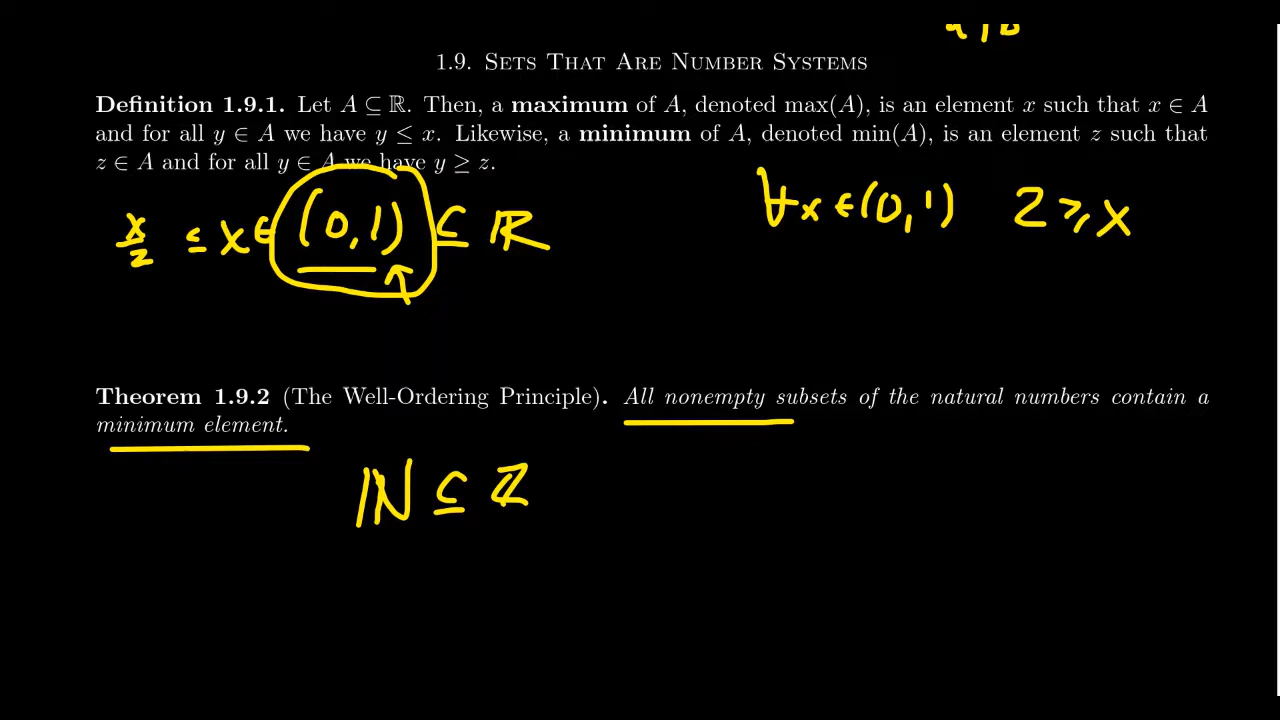 1.9. Sets That Are Number Systems
Definition 1.9.1. Let A ⊆ ℝ. Then, a maximum of A, denoted max(A), is an element x such that x ∈ A
and for all y ∈ A we have y ≤ x. Likewise, a minimum of A, denoted min(A), is an element z such that
z ∈ A and for all y ∈ A we have y ≥ z.
x/2 ≤ x ∈ (0,1) ⊆ ℝ
∀x ∈ (0,1) 2 ≥ x
Theorem 1.9.2 (The Well-Ordering Principle). All nonempty subsets of the natural numbers contain a
minimum element.
ℕ ⊆ ℤ